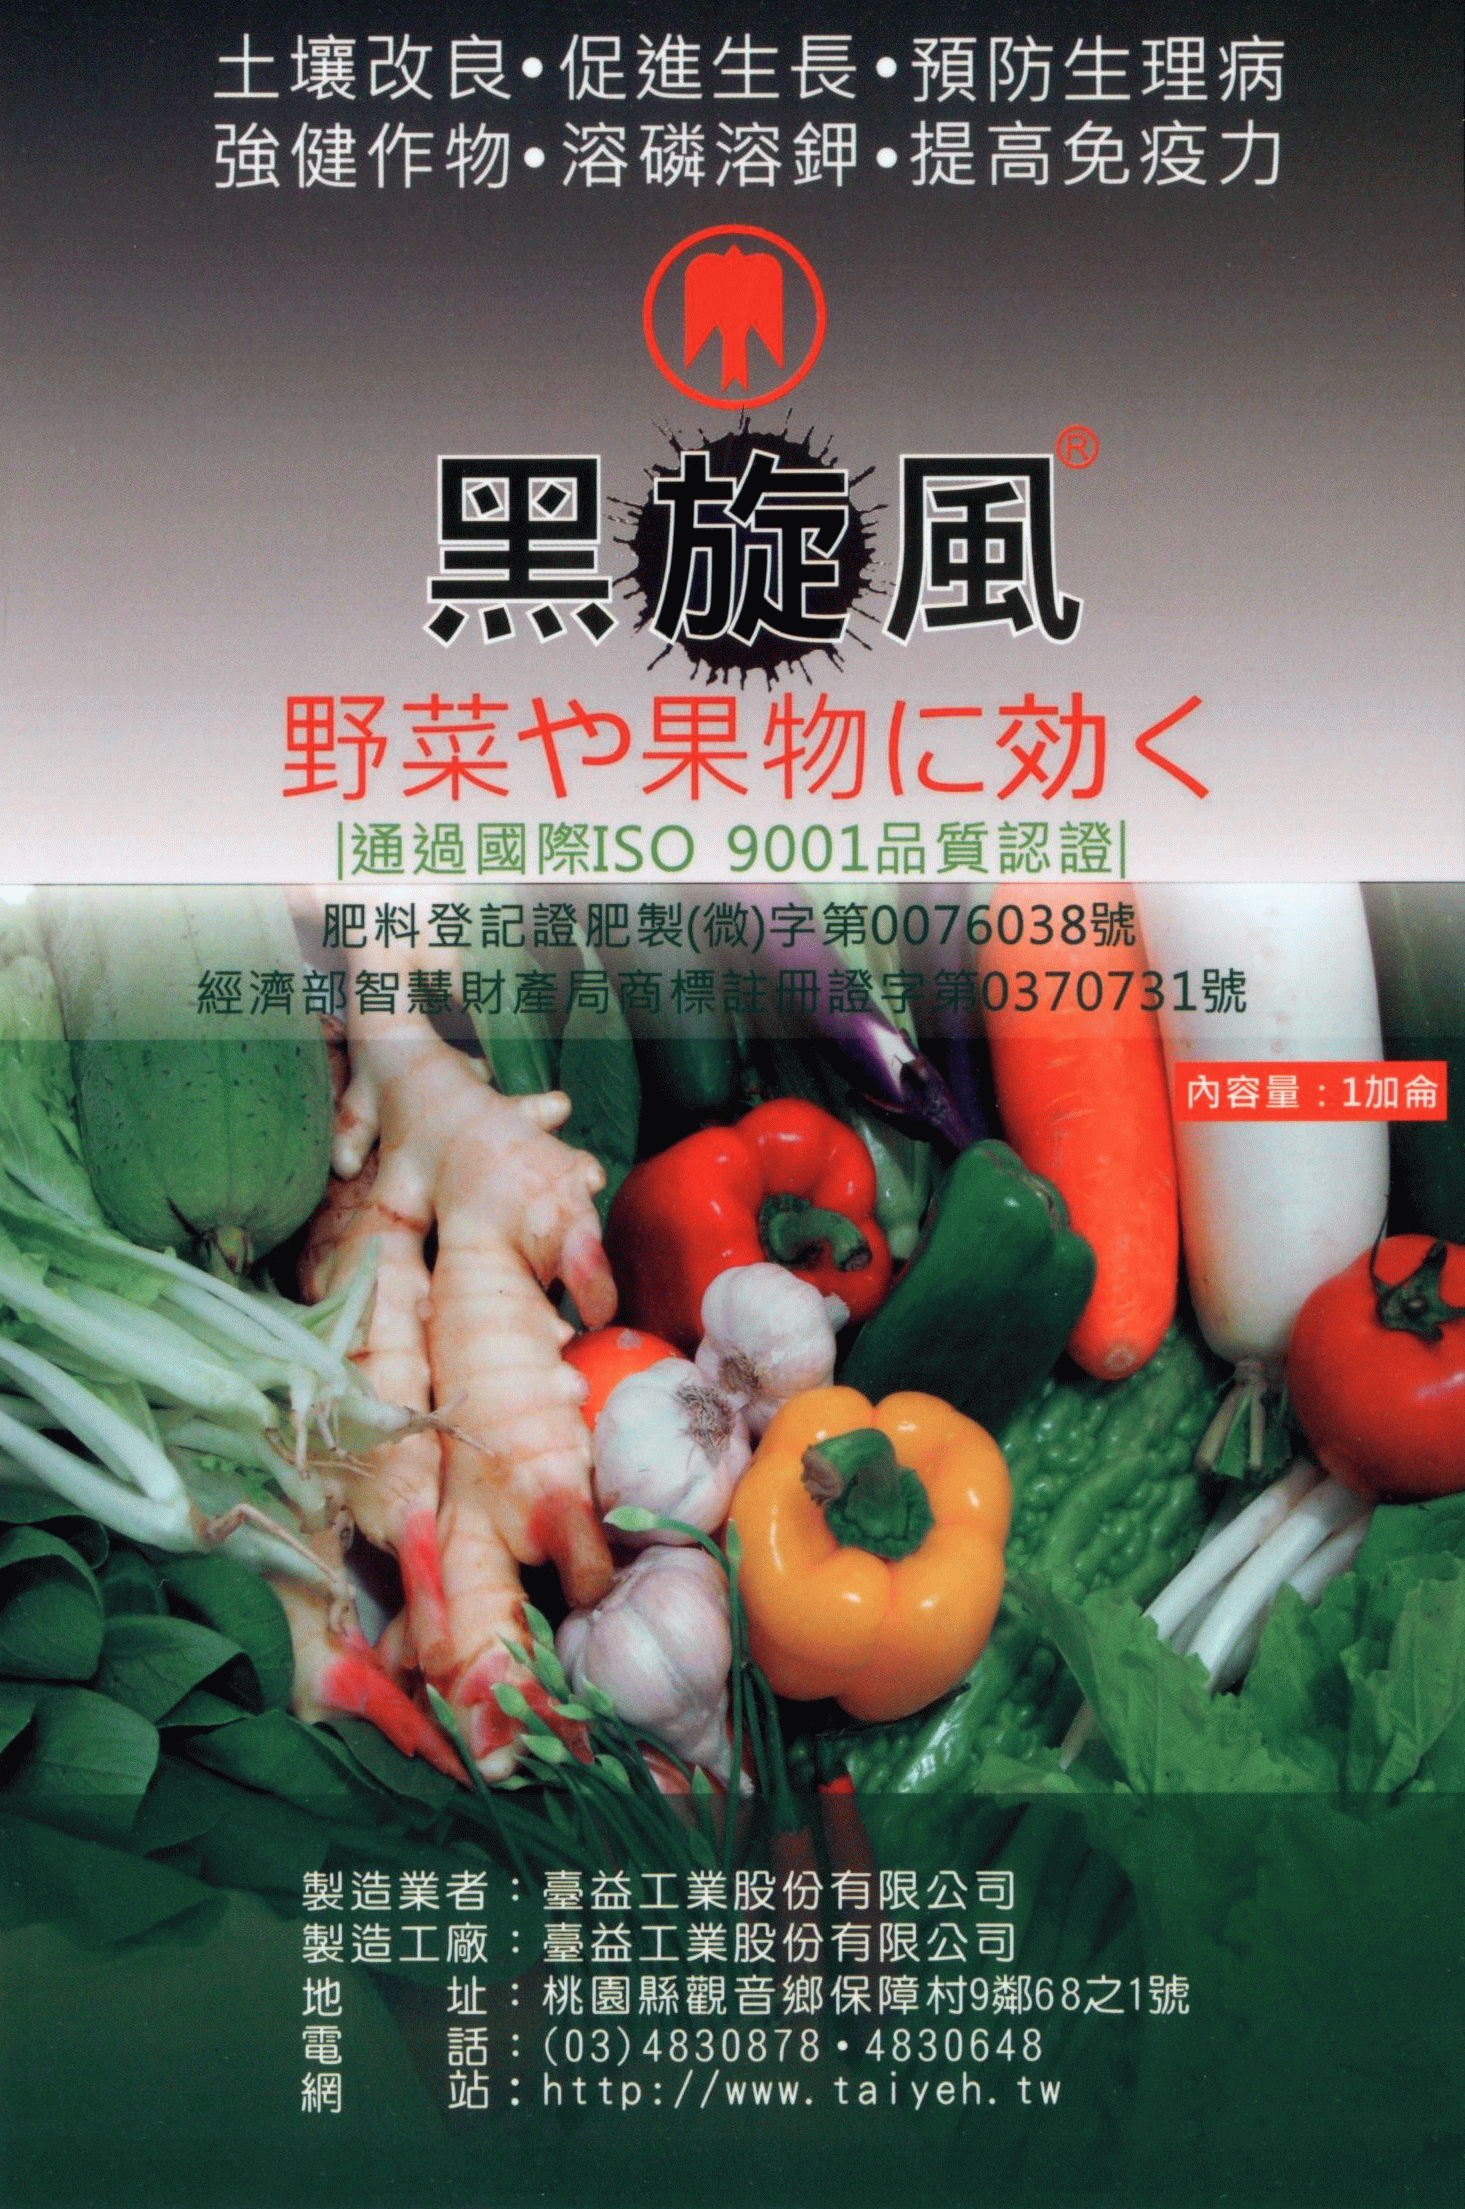 土壤改良•促進生長•預防生理病
強健作物•溶磷溶鉀•提高免疫力
黑旋風®
野菜や果物に効く
|通過國際ISO 9001品質認證|
肥料登記證肥製(微)字第0076038號
經濟部智慧財產局商標註冊證字第0370731號
內容量：1加侖
製造業者：臺益工業股份有限公司
製造工廠：臺益工業股份有限公司
地址：桃園縣觀音鄉保障村9鄰68之1號
電話：(03)4830878•4830648
網站：http://www.taiyeh.tw